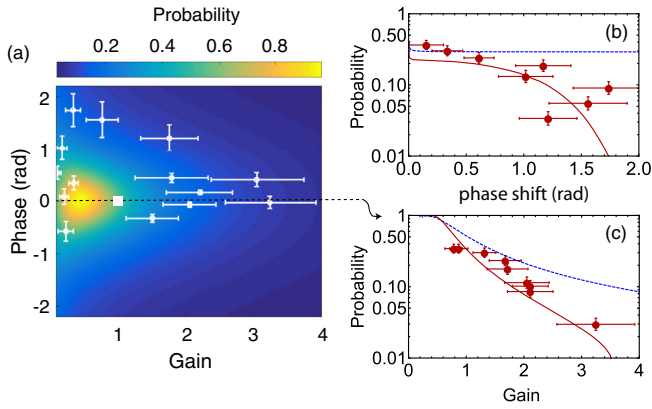 Probability
(a)
0.2 0.4 0.6 0.8
2
1
0
-1
-2
Phase (rad)
1 2 3 4
Gain
1
0.50
0.10
0.05
0.01
Probability
(b)
0.0 0.5 1.0 1.5 2.0
phase shift (rad)
1
0.50
0.10
0.05
0.01
Probability
(c)
0 1 2 3 4
Gain